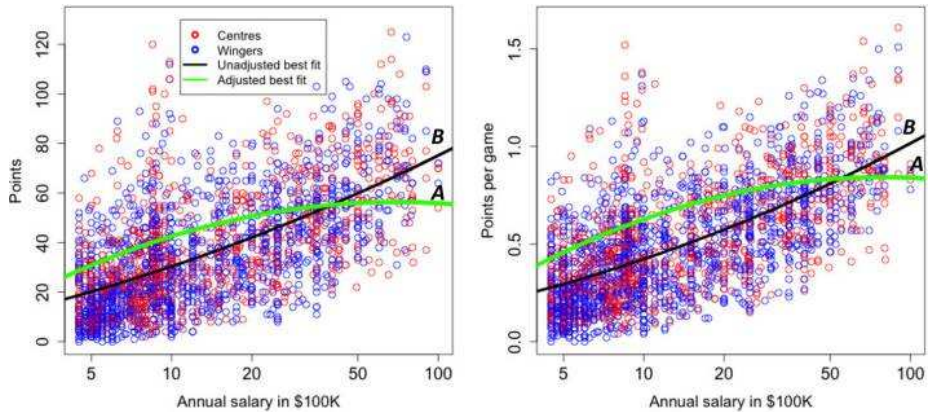 Centres
Wingers
Unadjusted best fit
Adjusted best fit
Points
0 20 40 60 80 100 120
B
A
5 10 20 50 100
Annual salary in $100K
Points per game
0.0 0.5 1.0 1.5
B
A
5 10 20 50 100
Annual salary in $100K